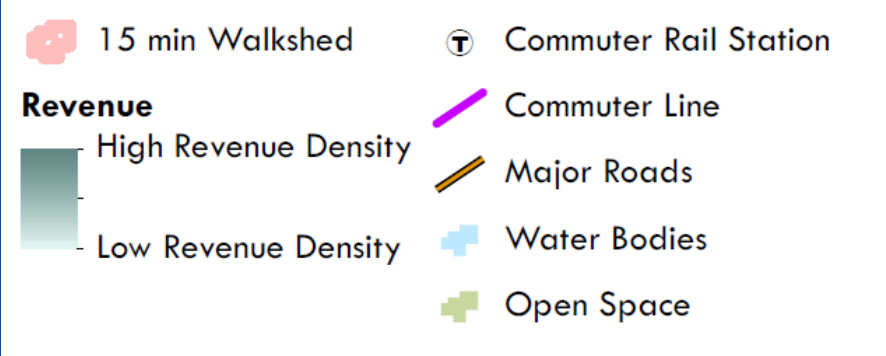 15 min Walkshed
Revenue
High Revenue Density
Low Revenue Density
T Commuter Rail Station
Commuter Line
Major Roads
Water Bodies
Open Space